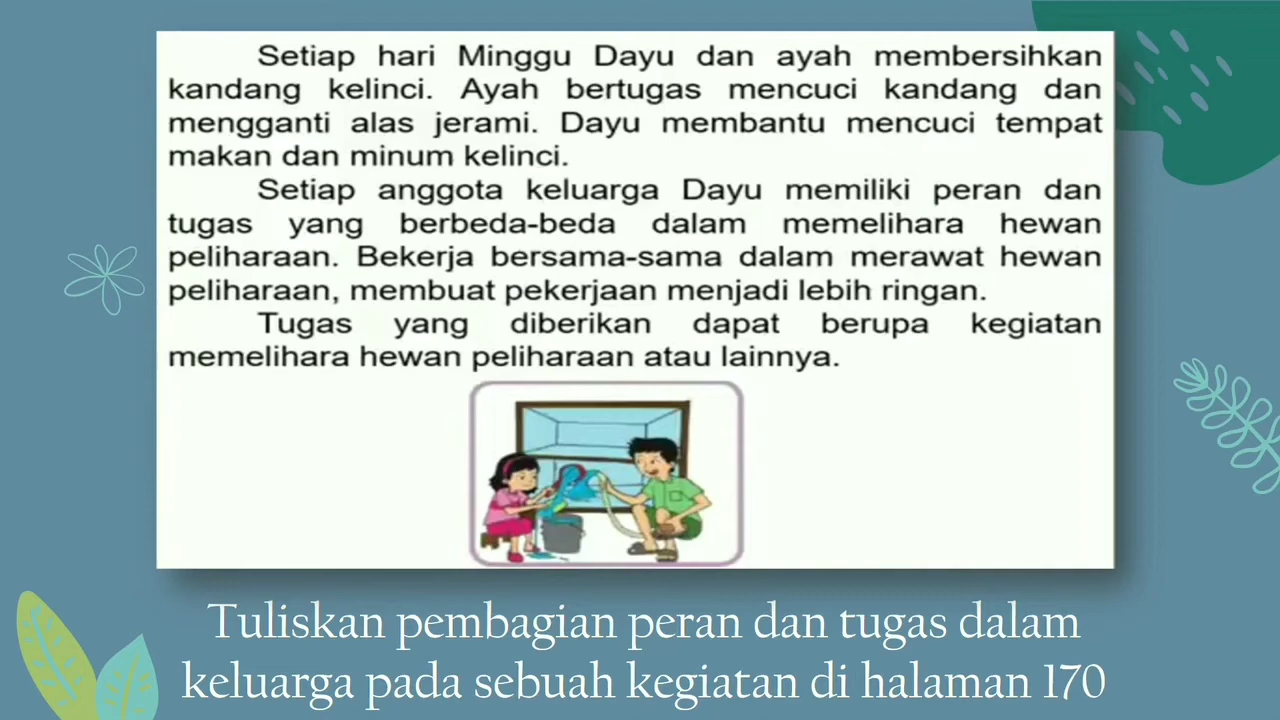 Setiap hari Minggu Dayu dan ayah membersihkan
kandang kelinci. Ayah bertugas mencuci kandang dan
mengganti alas jerami. Dayu membantu mencuci tempat
makan dan minum kelinci.
Setiap anggota keluarga Dayu memiliki peran dan
tugas yang berbeda-beda dalam memelihara hewan
peliharaan. Bekerja bersama-sama dalam merawat hewan
peliharaan, membuat pekerjaan menjadi lebih ringan.
Tugas yang diberikan dapat berupa kegiatan
memelihara hewan peliharaan atau lainnya.
Tuliskan pembagian peran dan tugas dalam
keluarga pada sebuah kegiatan di halaman 170